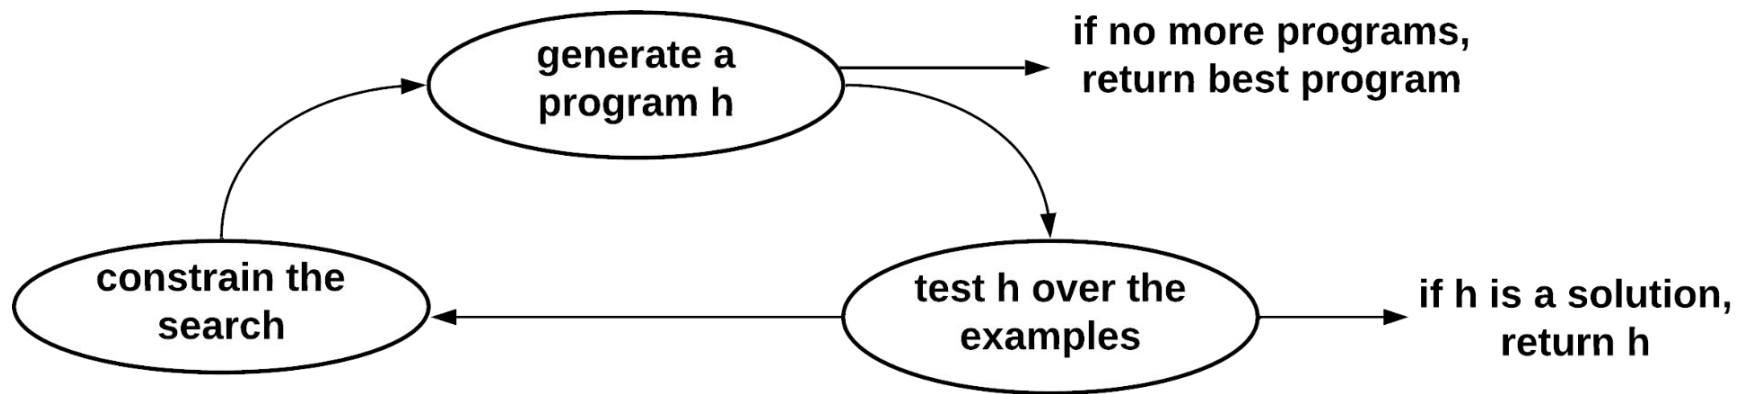 generate a
program h
if no more programs,
return best program
constrain the
search
test h over the
examples
if h is a solution,
return h